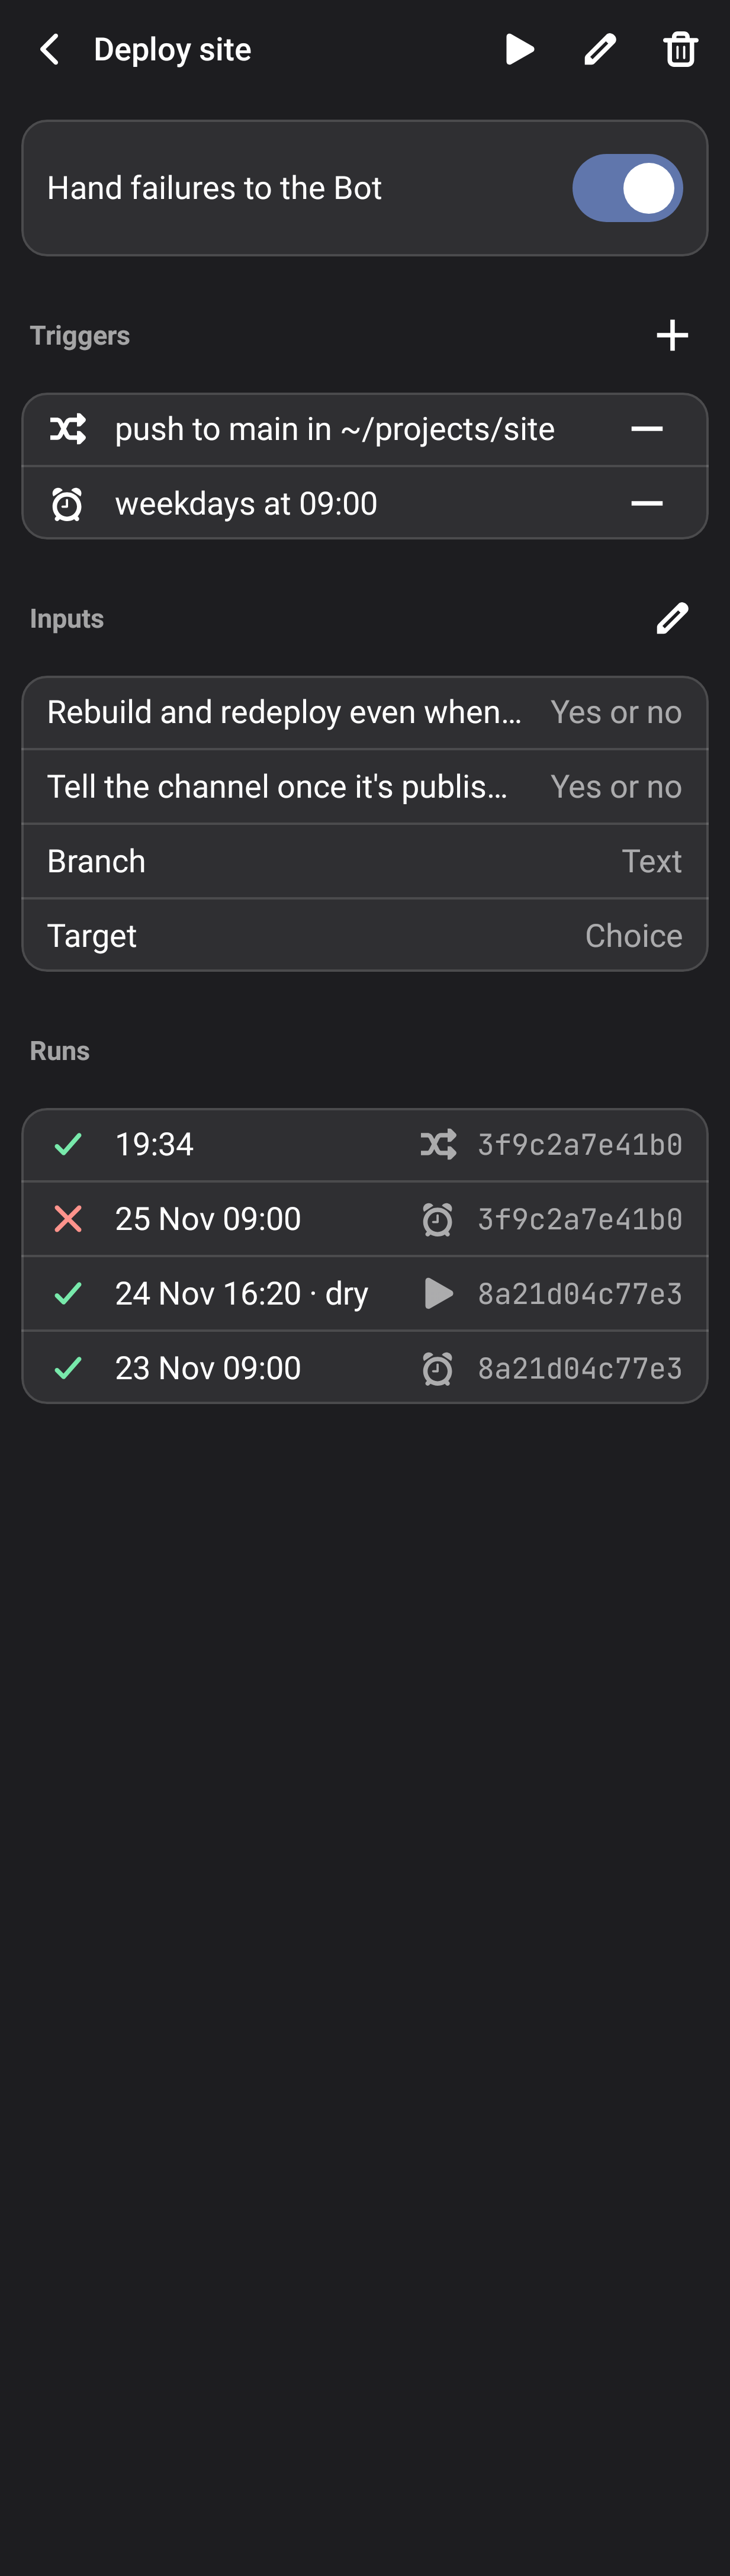 Deploy site
Hand failures to the Bot
Triggers
push to main in ~/projects/site
weekdays at 09:00
Inputs
Rebuild and redeploy even when… Yes or no
Tell the channel once it's publis… Yes or no
Branch Text
Target Choice
Runs
19:34 3f9c2a7e41b0
25 Nov 09:00 3f9c2a7e41b0
24 Nov 16:20 · dry 8a21d04c77e3
23 Nov 09:00 8a21d04c77e3